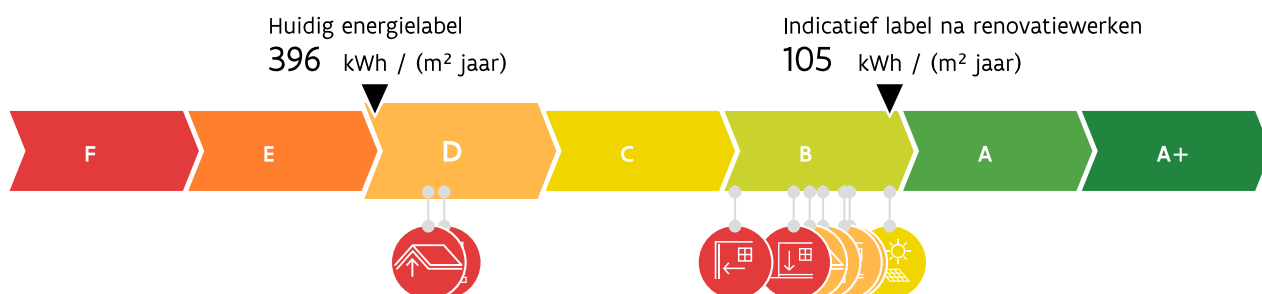 Huidig energielabel
396 kWh / (m² jaar)
Indicatief label na renovatiewerken
105 kWh / (m² jaar)
F E D C B A A+